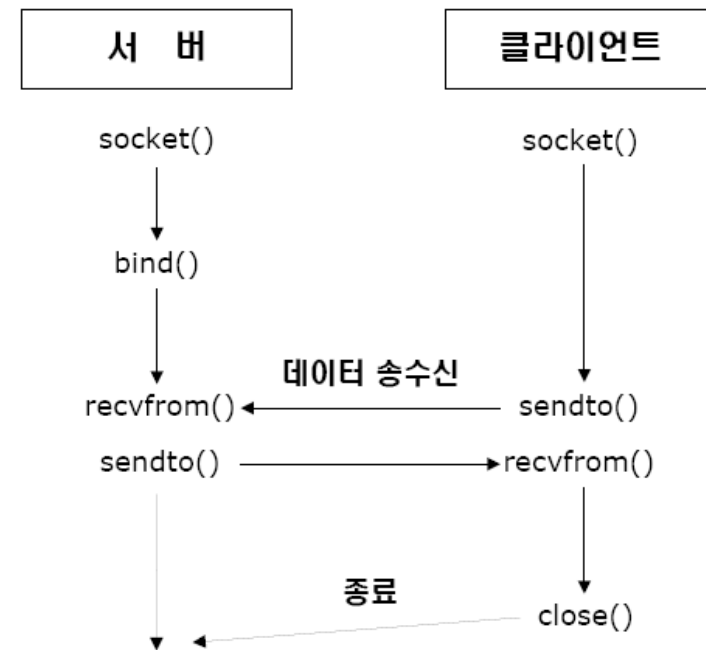 서 버
클라이언트
socket()
socket()
bind()
데이터 송수신
recvfrom()
sendto()
sendto()
recvfrom()
종료
close()